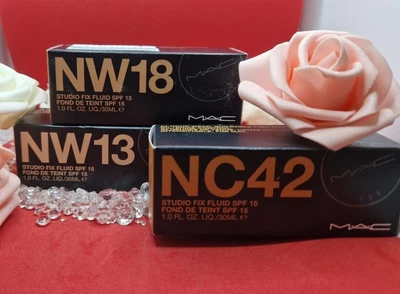 NW18
STUDIO FIX FLUID SPF 15
FOND DE TEINT SPF 15
1.0 FL. OZ. LIQ./30ML ℮
MAC
MAC
NW13
STUDIO FIX FLUID SPF 15
FOND DE TEINT SPF 15
1.0 FL. OZ. LIQ./30ML ℮
NC42
STUDIO FIX FLUID SPF 15
FOND DE TEINT SPF 15
1.0 FL. OZ. LIQ./30ML ℮
MAC
MAC